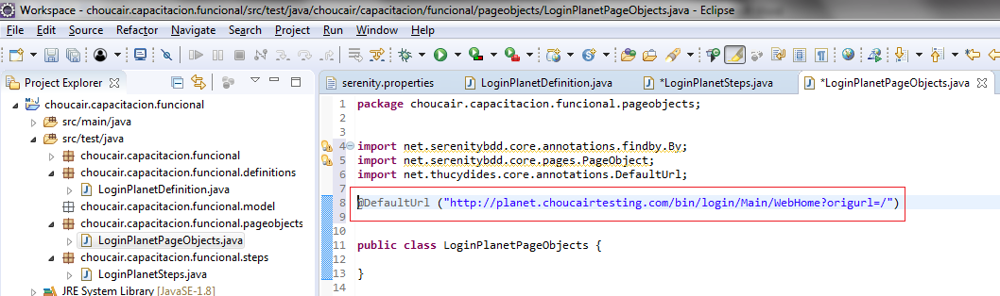 Workspace - choucair.capacitacion.funcional/src/test/java/choucair/capacitacion/funcional/pageobjects/LoginPlanetPageObjects.java - Eclipse
File Edit Source Refactor Navigate Search Project Run Window Help
Project Explorer
choucair.capacitacion.funcional
src/main/java
src/test/java
choucair.capacitacion.funcional
choucair.capacitacion.funcional.definitions
LoginPlanetDefinition.java
choucair.capacitacion.funcional.model
choucair.capacitacion.funcional.pageobjects
LoginPlanetPageObjects.java
choucair.capacitacion.funcional.steps
LoginPlanetSteps.java
JRE System Library [JavaSE-1.8]
serenity.properties LoginPlanetDefinition.java *LoginPlanetSteps.java *LoginPlanetPageObjects.java
1 package choucair.capacitacion.funcional.pageobjects;
2
3
4 import net.serenitybdd.core.annotations.findby.By;
5 import net.serenitybdd.core.pages.PageObject;
6 import net.thucydides.core.annotations.DefaultUrl;
7
8 @DefaultUrl ("http://planet.choucairtesting.com/bin/login/Main/WebHome?origurl=/")
9
10
11 public class LoginPlanetPageObjects {
12
13 }
14